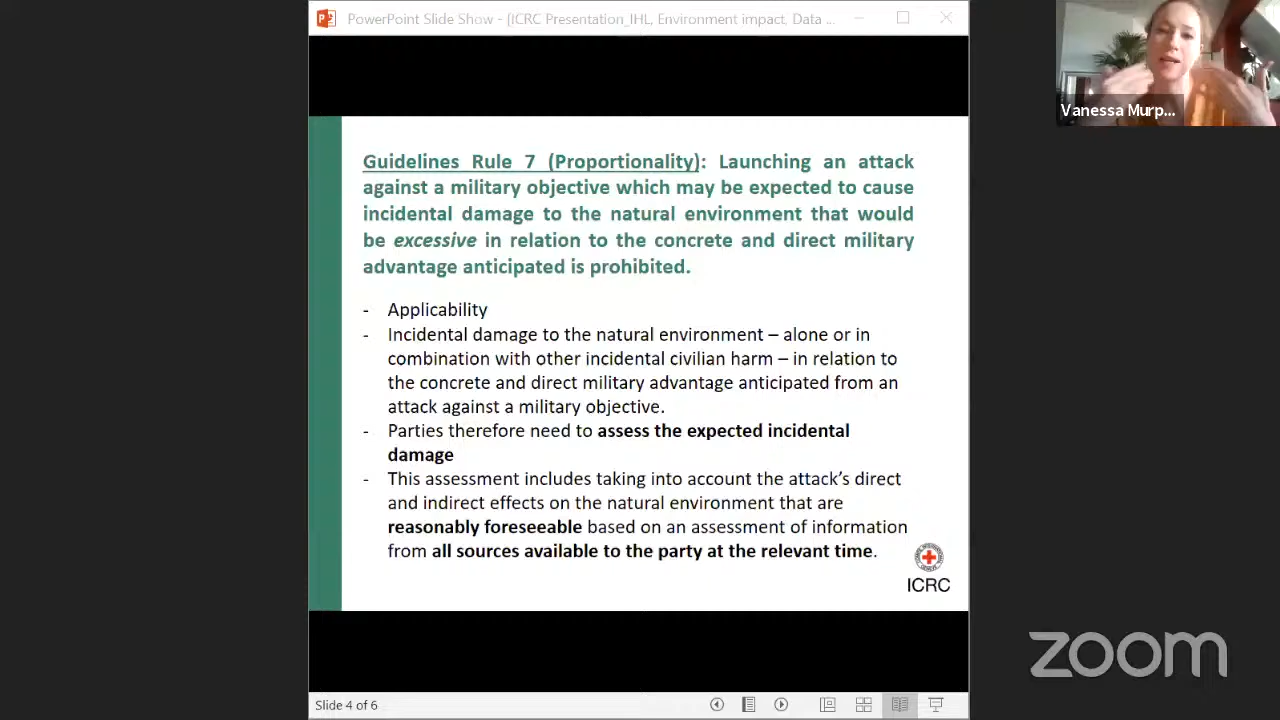 PowerPoint Slide Show - [ICRC Presentation_IHL, Environment impact, Data ...
Vanessa Murp...
Guidelines Rule 7 (Proportionality): Launching an attack
against a military objective which may be expected to cause
incidental damage to the natural environment that would
be excessive in relation to the concrete and direct military
advantage anticipated is prohibited.
- Applicability
- Incidental damage to the natural environment – alone or in
combination with other incidental civilian harm – in relation to
the concrete and direct military advantage anticipated from an
attack against a military objective.
- Parties therefore need to assess the expected incidental
damage
- This assessment includes taking into account the attack's direct
and indirect effects on the natural environment that are
reasonably foreseeable based on an assessment of information
from all sources available to the party at the relevant time.
ICRC
zoom
Slide 4 of 6